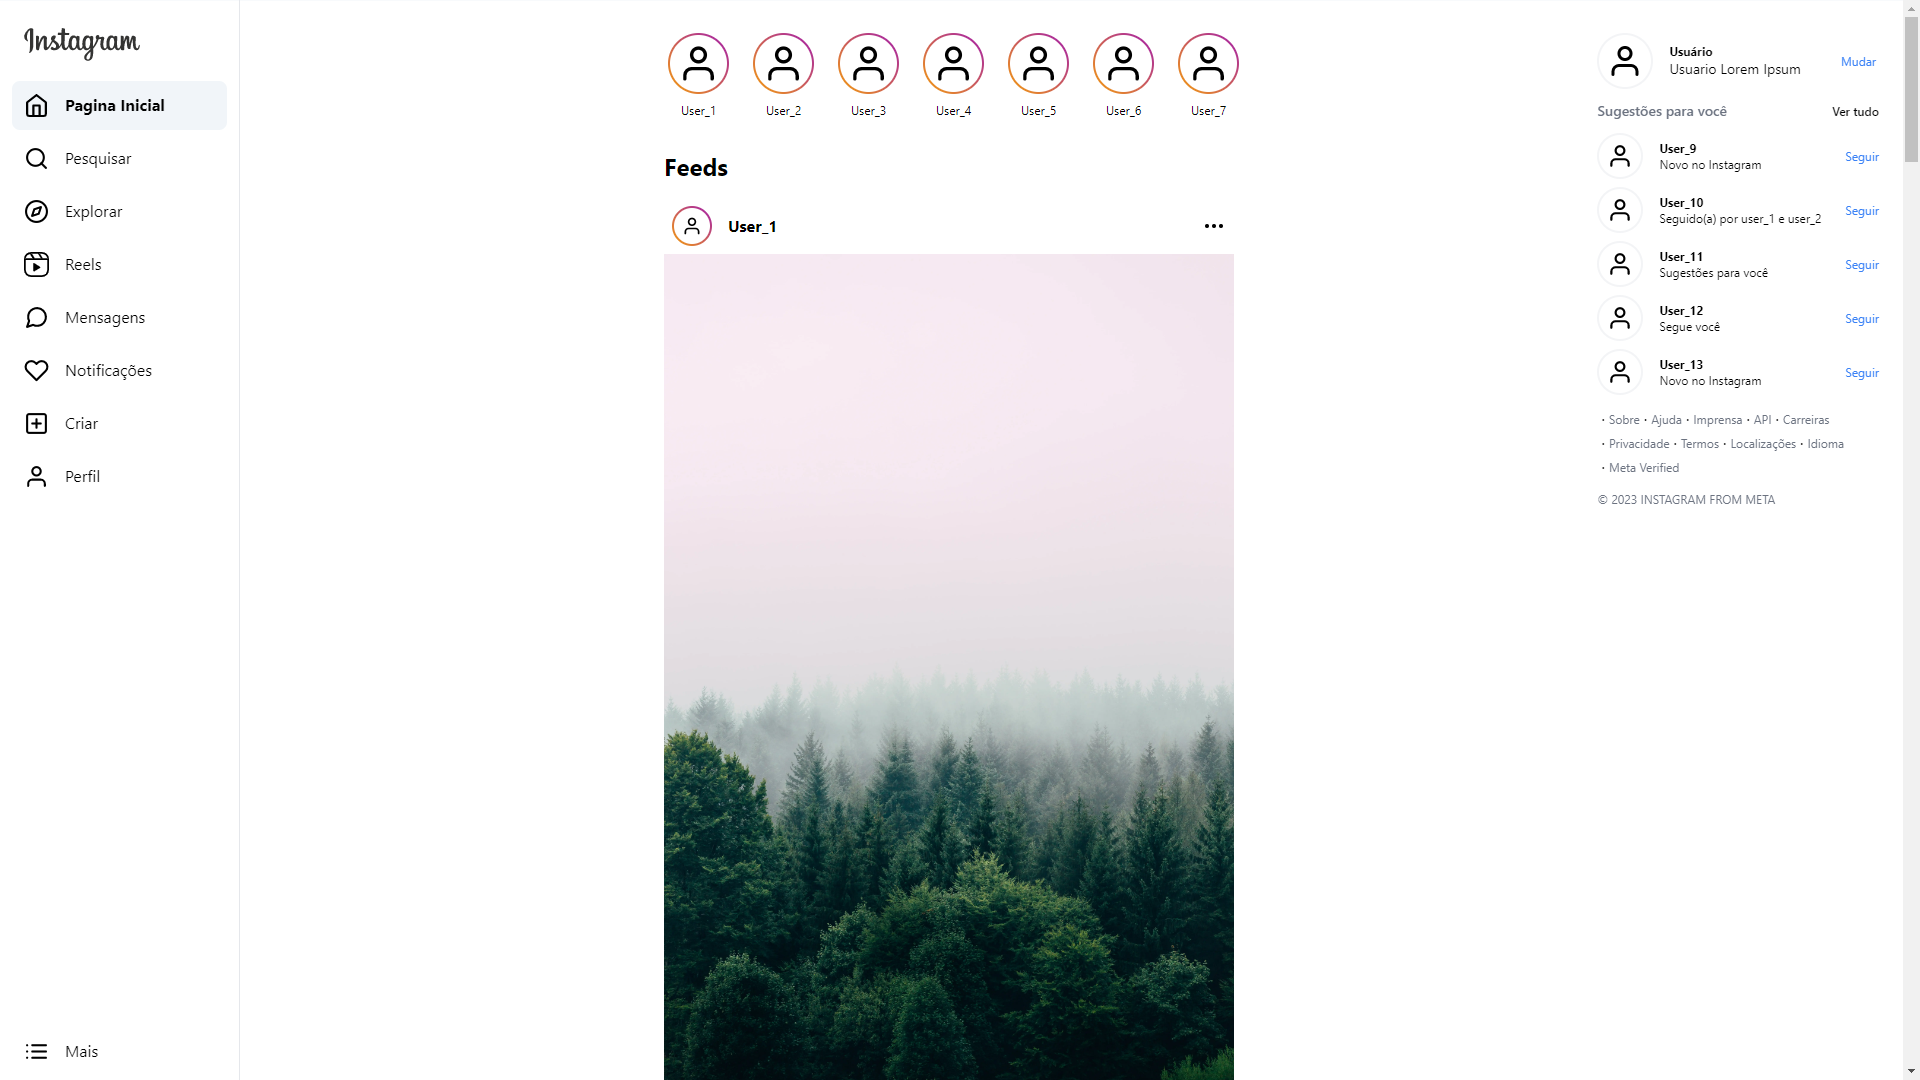 Instagram
Pagina Inicial
Pesquisar
Explorar
Reels
Mensagens
Notificações
Criar
Perfil
Mais
User_1 User_2 User_3 User_4 User_5 User_6 User_7
Feeds
User_1
Usuário
Usuario Lorem Ipsum
Mudar
Sugestões para você Ver tudo
User_9
Novo no Instagram
Seguir
User_10
Seguido(a) por user_1 e user_2
Seguir
User_11
Sugestões para você
Seguir
User_12
Segue você
Seguir
User_13
Novo no Instagram
Seguir
• Sobre • Ajuda • Imprensa • API • Carreiras
• Privacidade • Termos • Localizações • Idioma
• Meta Verified
© 2023 INSTAGRAM FROM META